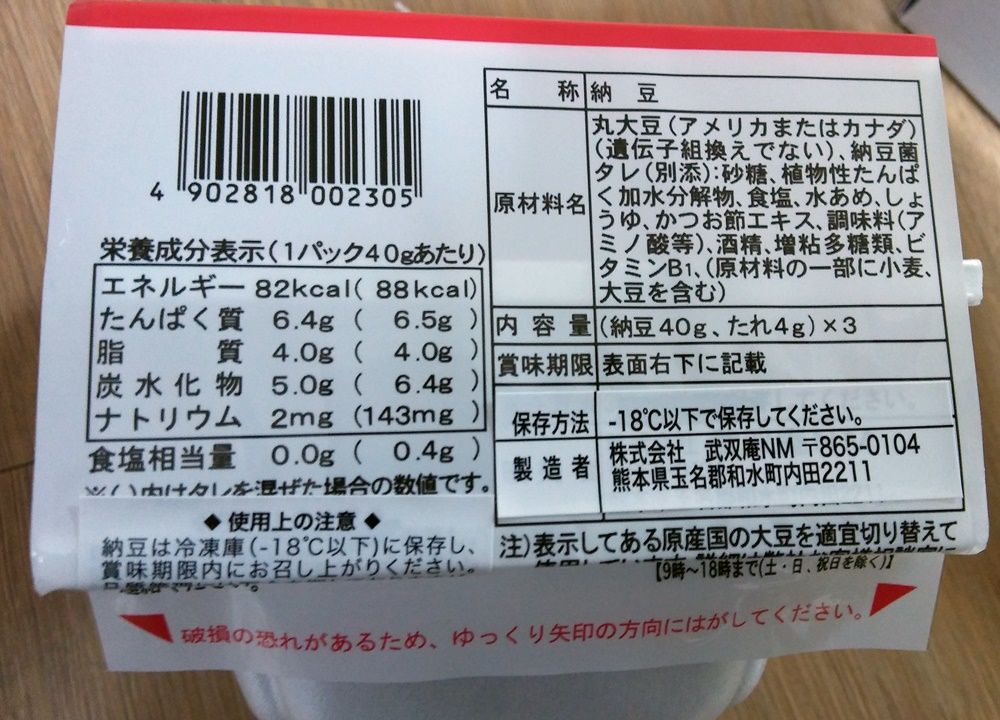 4 902818 002305
栄養成分表示(1パック40gあたり)
エネルギー 82kcal( 88kcal)
たんぱく質 6.4g ( 6.5g )
脂 質 4.0g ( 4.0g )
炭水化物 5.0g ( 6.4g )
ナトリウム 2mg (143mg )
食塩相当量 0.0g ( 0.4g )
※( )内はタレを混ぜた場合の数値です。
◆ 使用上の注意 ◆
納豆は冷凍庫(-18℃以下)に保存し、
賞味期限内にお召し上がりください。
名 称 納 豆
原材料名
丸大豆(アメリカまたはカナダ)
(遺伝子組換えでない)、納豆菌
タレ(別添):砂糖、植物性たんぱ
く加水分解物、食塩、水あめ、しょ
うゆ、かつお節エキス、調味料(ア
ミノ酸等)、酒精、増粘多糖類、ビ
タミンB1、(原材料の一部に小麦、
大豆を含む)
内 容 量 (納豆40g、たれ4g)×3
賞味期限 表面右下に記載
保存方法 -18℃以下で保存してください。
製 造 者 株式会社 武双庵NM 〒865-0104
熊本県玉名郡和水町内田2211
注)表示してある原産国の大豆を適宜切り替えて
【9時〜18時まで(土・日、祝日を除く)】
破損の恐れがあるため、ゆっくり矢印の方向にはがしてください。